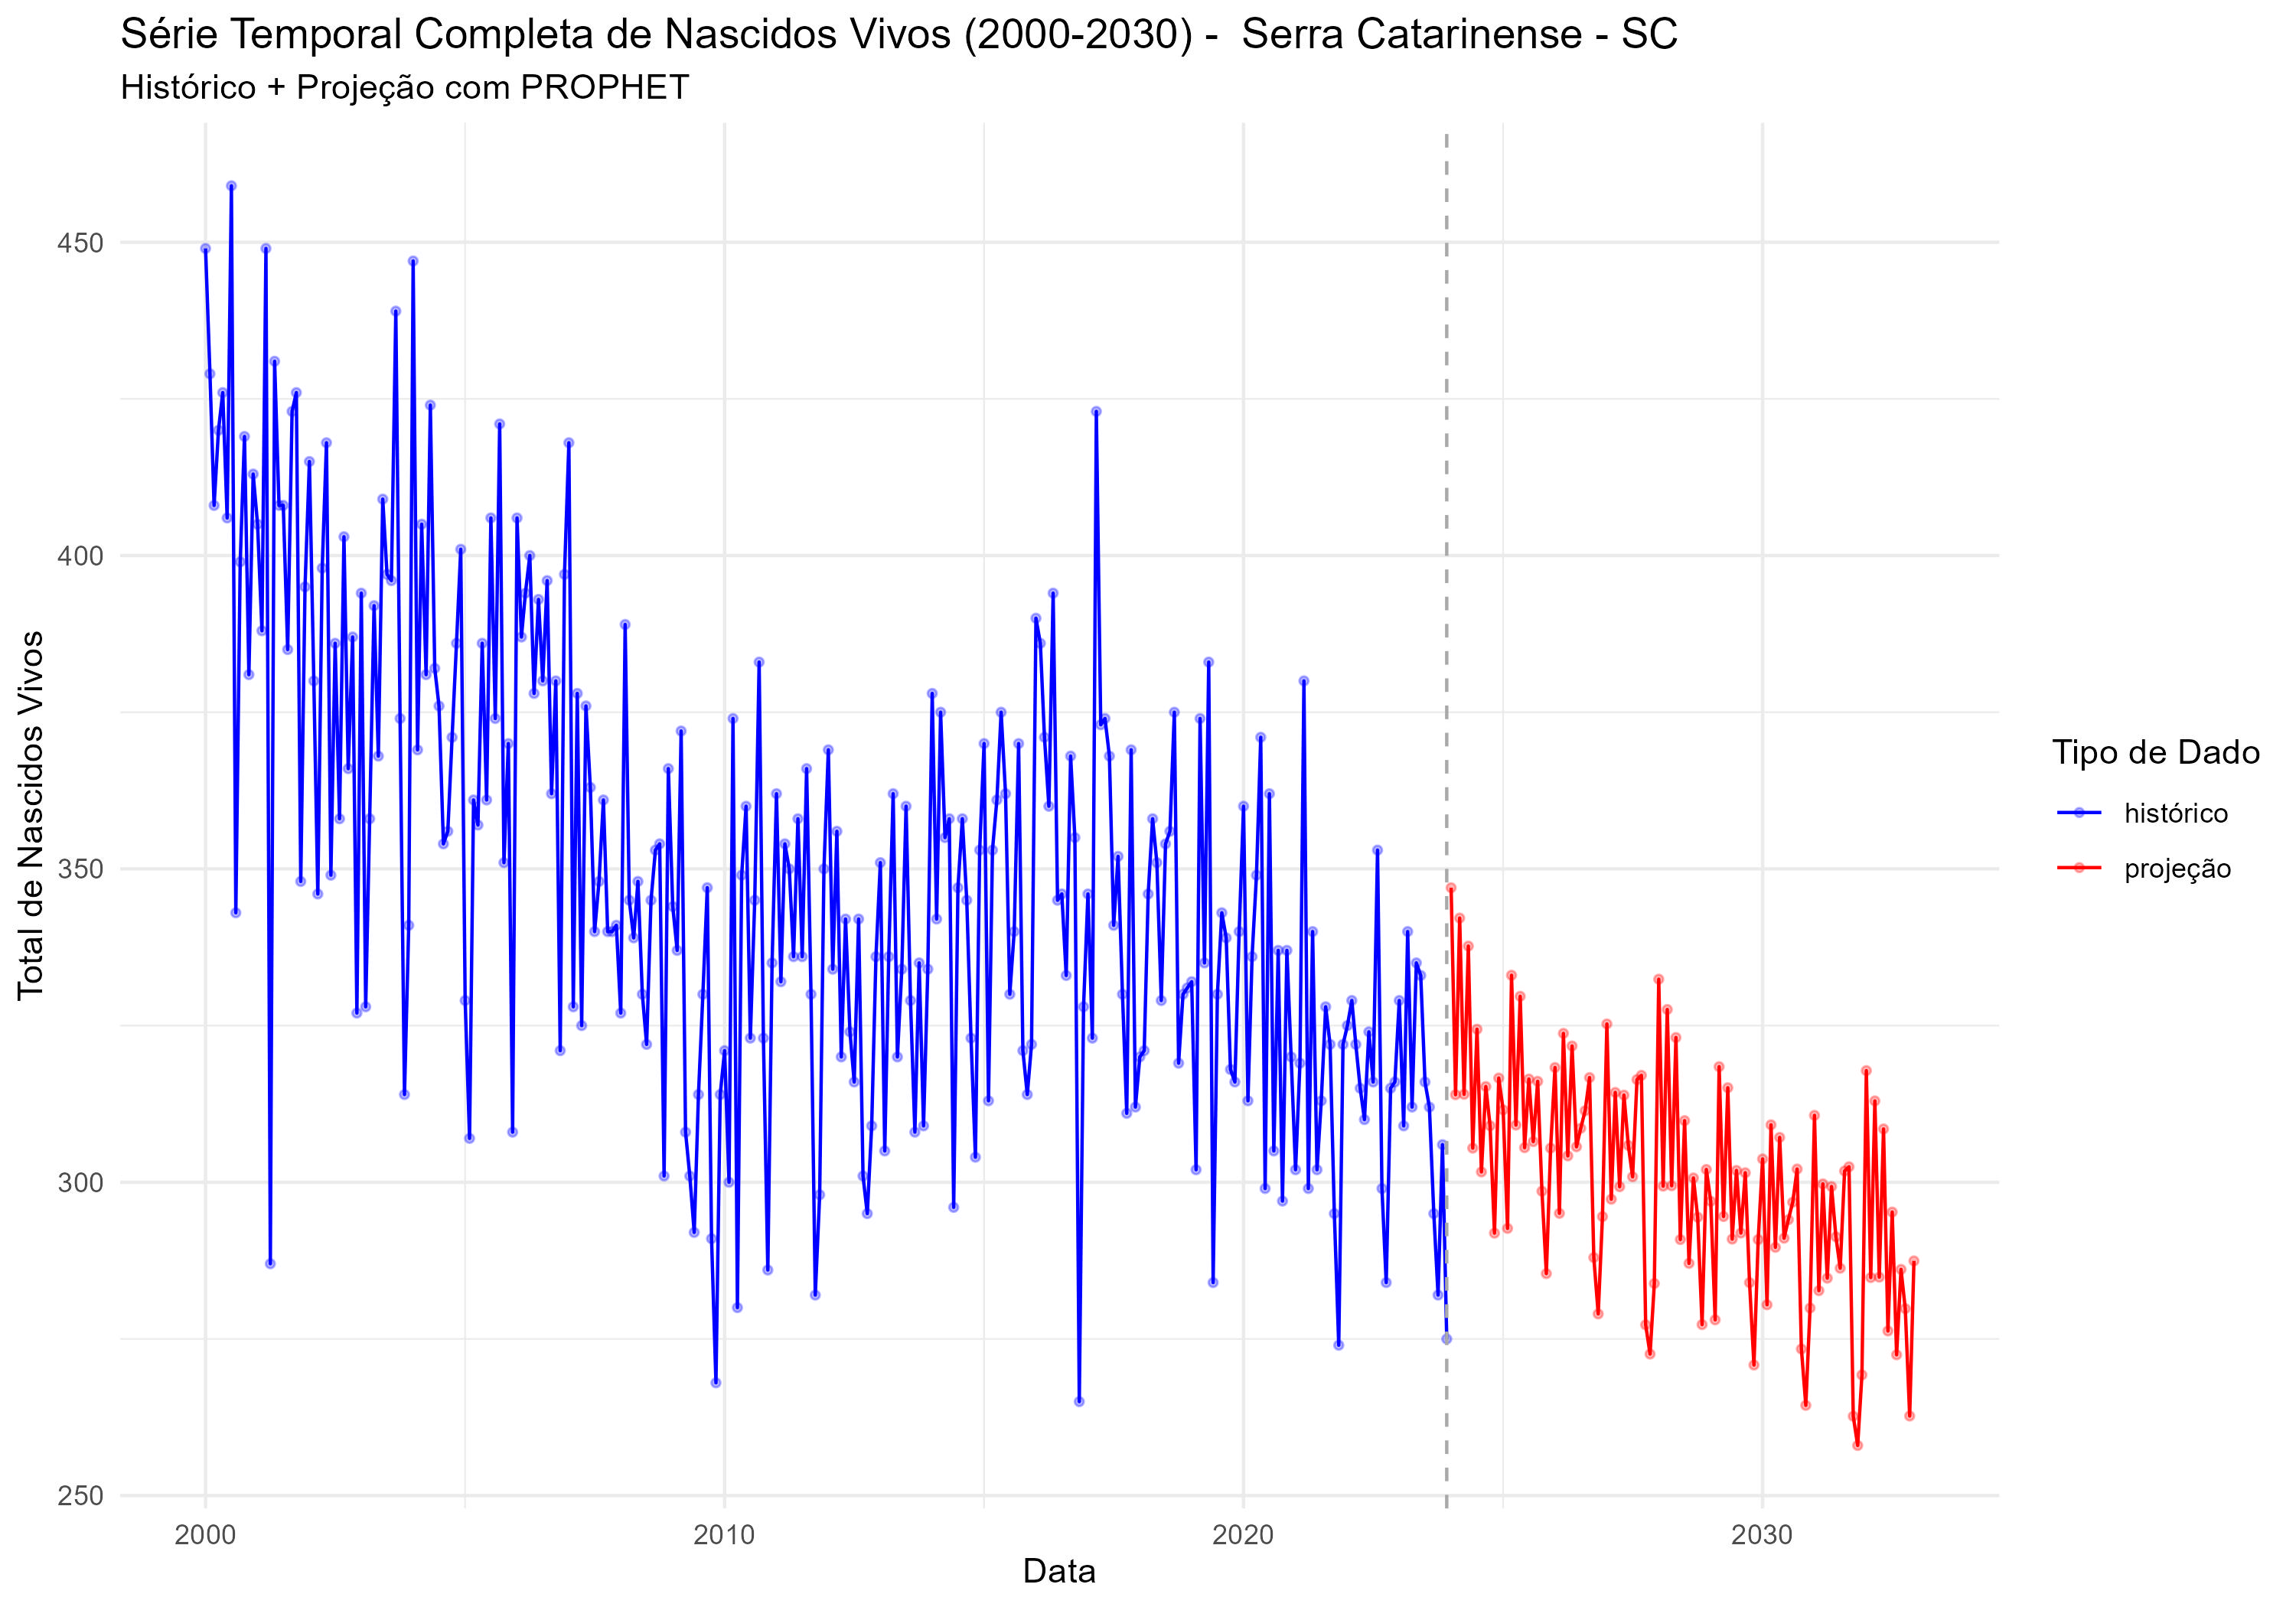 Série Temporal Completa de Nascidos Vivos (2000-2030) -  Serra Catarinense - SC
Histórico + Projeção com PROPHET
Total de Nascidos Vivos
450
400
350
300
250
2000
2010
2020
2030
Data
Tipo de Dado
histórico
projeção